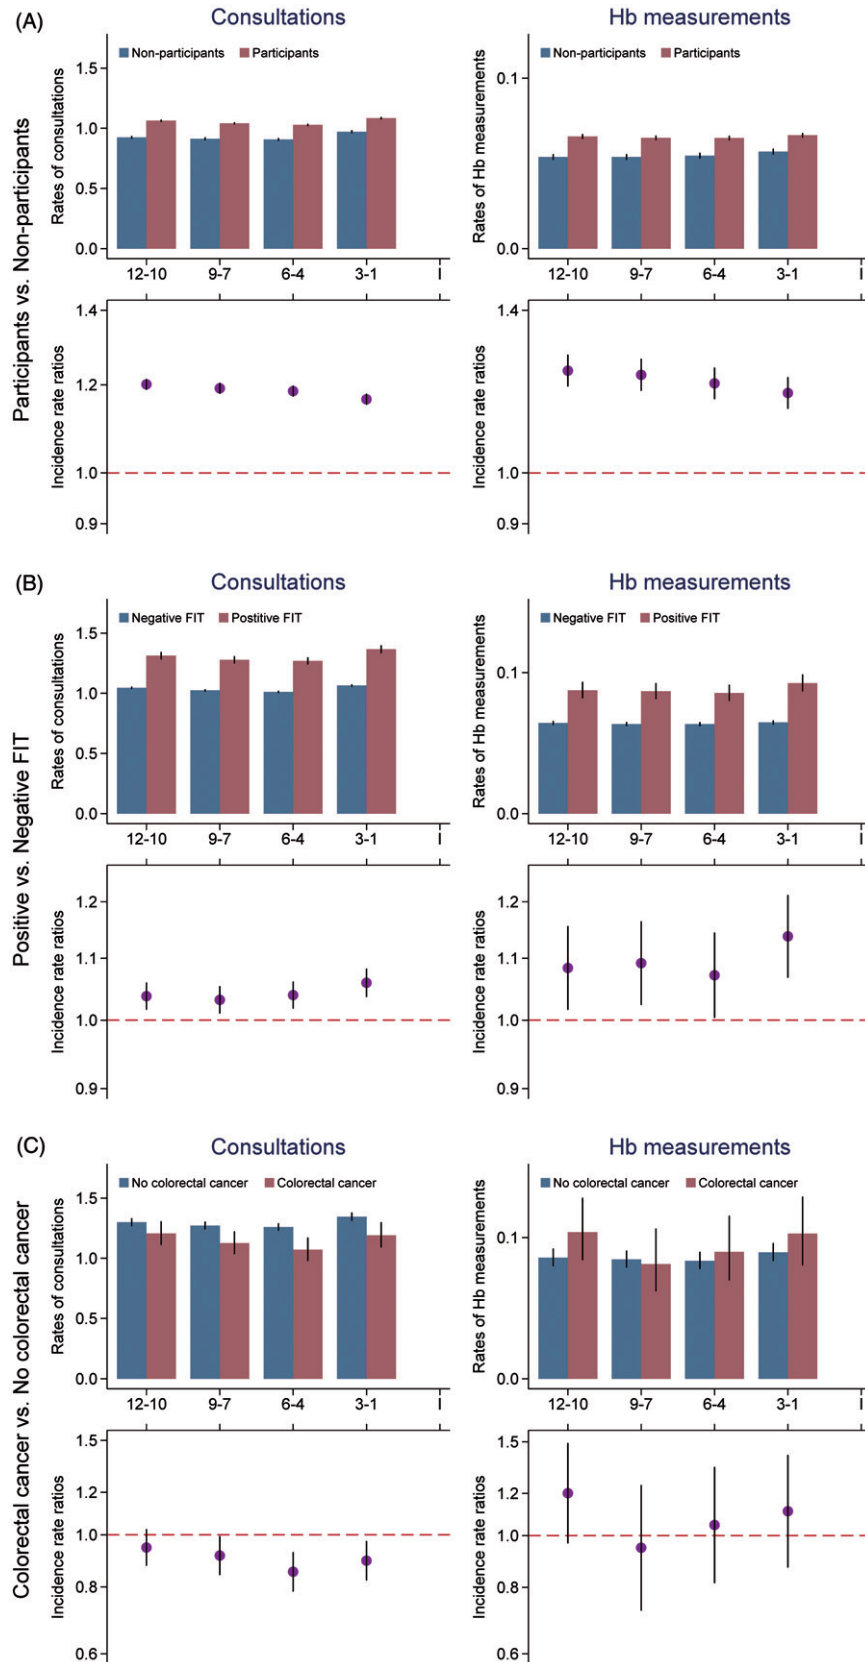 (A)
Participants vs. Non-participants
Consultations
Rates of consultations
Non-participants Participants
1.5
1.0
0.5
0.0
12-10 9-7 6-4 3-1 I
Incidence rate ratios
1.4
1.2
1.0
0.9
Hb measurements
Rates of Hb measurements
Non-participants Participants
0.1
0.0
12-10 9-7 6-4 3-1 I
Incidence rate ratios
1.4
1.2
1.0
0.9
(B)
Positive vs. Negative FIT
Consultations
Rates of consultations
Negative FIT Postitive FIT
1.5
1.0
0.5
0.0
12-10 9-7 6-4 3-1 I
Incidence rate ratios
1.2
1.1
1.0
0.9
Hb measurements
Rates of Hb measurements
Negative FIT Positive FIT
0.1
0.0
12-10 9-7 6-4 3-1 I
Incidence rate ratios
1.2
1.1
1.0
0.9
(C)
Colorectal cancer vs. No colorectal cancer
Consultations
Rates of consultations
No colorectal cancer Colorectal cancer
1.5
1.0
0.5
0.0
12-10 9-7 6-4 3-1 I
Incidence rate ratios
1.5
1.2
1.0
0.8
0.6
Hb measurements
Rates of Hb measurements
No colorectal cancer Colorectal cancer
0.1
0.0
12-10 9-7 6-4 3-1 I
Incidence rate ratios
1.5
1.2
1.0
0.8
0.6